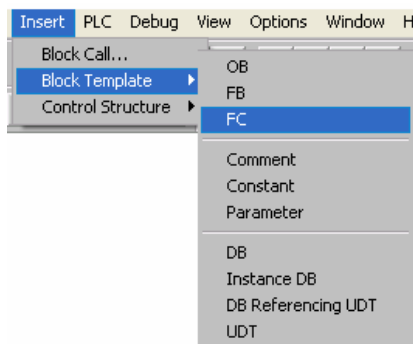 Insert PLC Debug View Options Window H
Block Call...
Block Template
Control Structure
OB
FB
FC
Comment
Constant
Parameter
DB
Instance DB
DB Referencing UDT
UDT